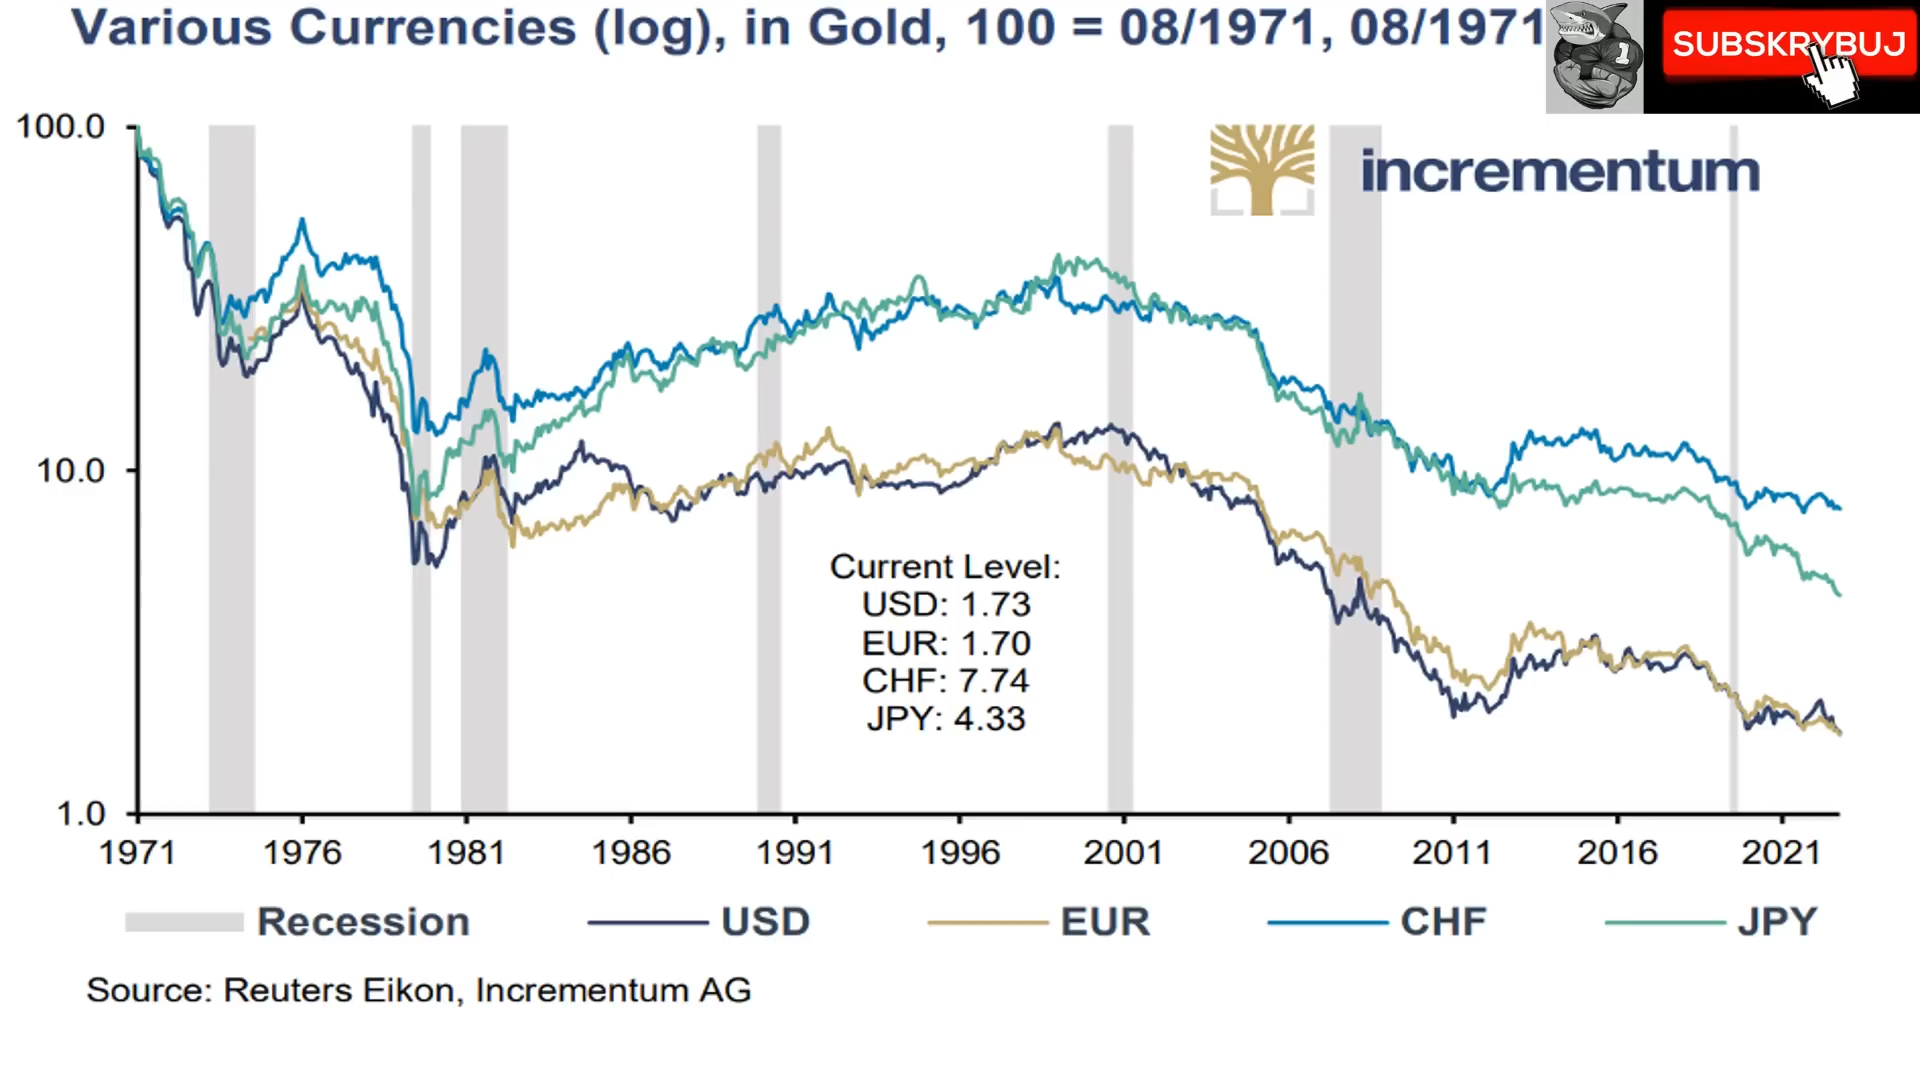 Various Currencies (log), in Gold, 100 = 08/1971, 08/1971
1
SUBSKRYBUJ
incrementum
100.0
10.0
1.0
Current Level:
USD: 1.73
EUR: 1.70
CHF: 7.74
JPY: 4.33
1971 1976 1981 1986 1991 1996 2001 2006 2011 2016 2021
Recession USD EUR CHF JPY
Source: Reuters Eikon, Incrementum AG